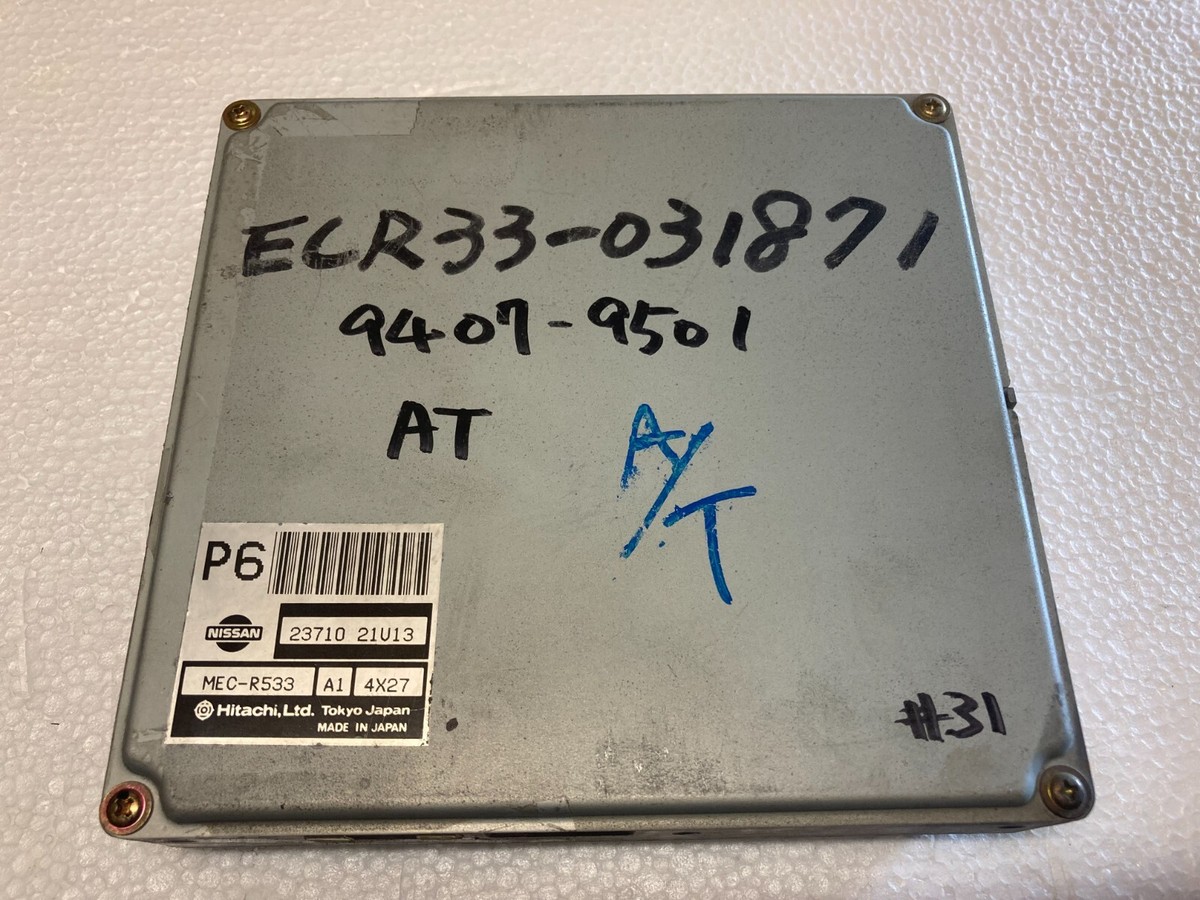 ECR33-031871
9407-9501
AT
A/T
P6
NISSAN
23710 21U13
MEC-R533 A1 4X27
Hitachi, Ltd. Tokyo Japan
MADE IN JAPAN
#31